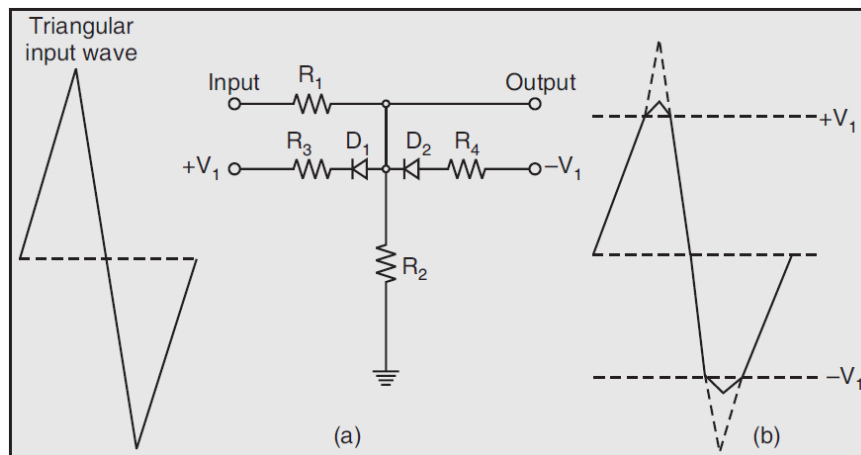 Triangular
input wave
Input R₁ Output
+V₁
R₃ D₁ D₂ R₄
+V₁ −V₁
R₂
−V₁
(a) (b)